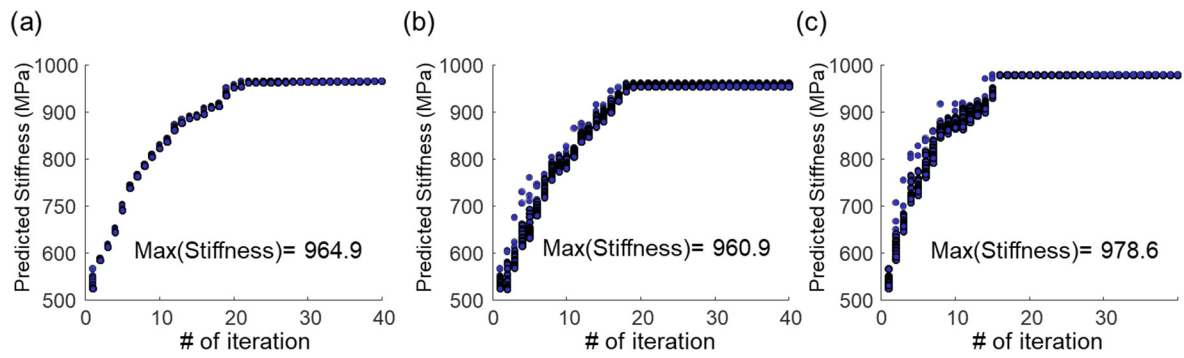 (a)
Predicted Stiffness (MPa)
1000
900
800
750
600
500
Max(Stiffness)= 964.9
0 10 20 30 40
# of iteration
(b)
Predicted Stiffness (MPa)
1000
900
800
700
600
500
Max(Stiffness)= 960.9
0 10 20 30 40
# of iteration
(c)
Predicted Stiffness (MPa)
1000
900
800
700
600
500
Max(Stiffness)= 978.6
0 10 20 30
# of iteration